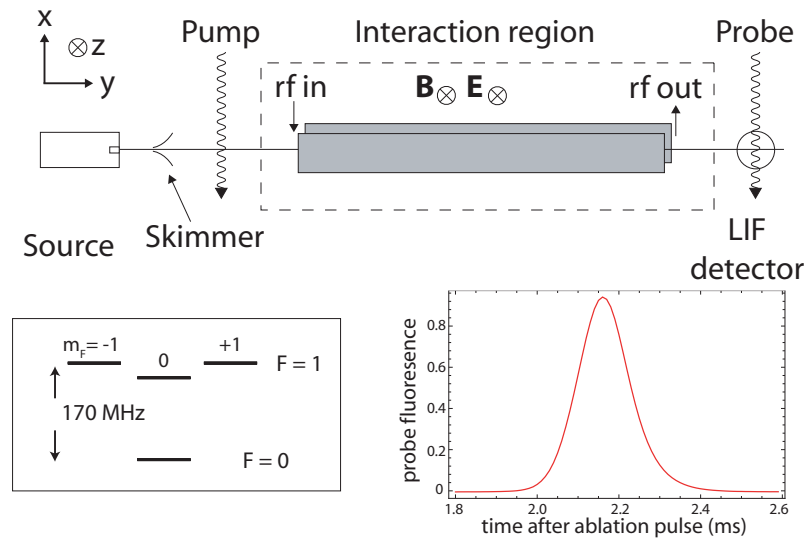 x
z
y
Pump
Interaction region
Probe
rf in
B E
rf out
Source
Skimmer
LIF
detector
m_F= -1 0 +1
F = 1
170 MHz
F = 0
probe fluoresence
0.8
0.6
0.4
0.2
0
1.8 2.0 2.2 2.4 2.6
time after ablation pulse (ms)